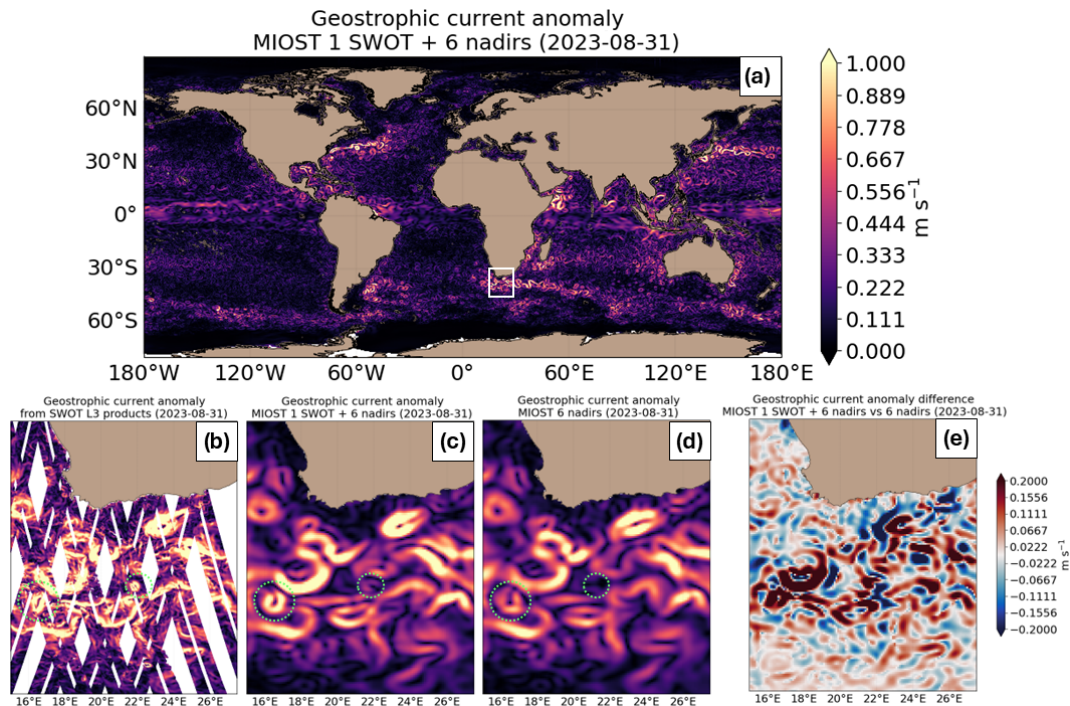 Geostrophic current anomaly
MIOST 1 SWOT + 6 nadirs (2023-08-31)
(a)
60°N
30°N
0°
30°S
60°S
180°W 120°W 60°W 0° 60°E 120°E 180°E
1.000
0.889
0.778
0.667
0.556
0.444
0.333
0.222
0.111
0.000
m s⁻¹
Geostrophic current anomaly
from SWOT L3 products (2023-08-31)
(b)
16°E 18°E 20°E 22°E 24°E 26°E
Geostrophic current anomaly
MIOST 1 SWOT + 6 nadirs (2023-08-31)
(c)
16°E 18°E 20°E 22°E 24°E 26°E
Geostrophic current anomaly
MIOST 6 nadirs (2023-08-31)
(d)
16°E 18°E 20°E 22°E 24°E 26°E
Geostrophic current anomaly difference
MIOST 1 SWOT + 6 nadirs vs 6 nadirs (2023-08-31)
(e)
16°E 18°E 20°E 22°E 24°E 26°E
0.2000
0.1556
0.1111
0.0667
0.0222
−0.0222
−0.0667
−0.1111
−0.1556
−0.2000
m s⁻¹